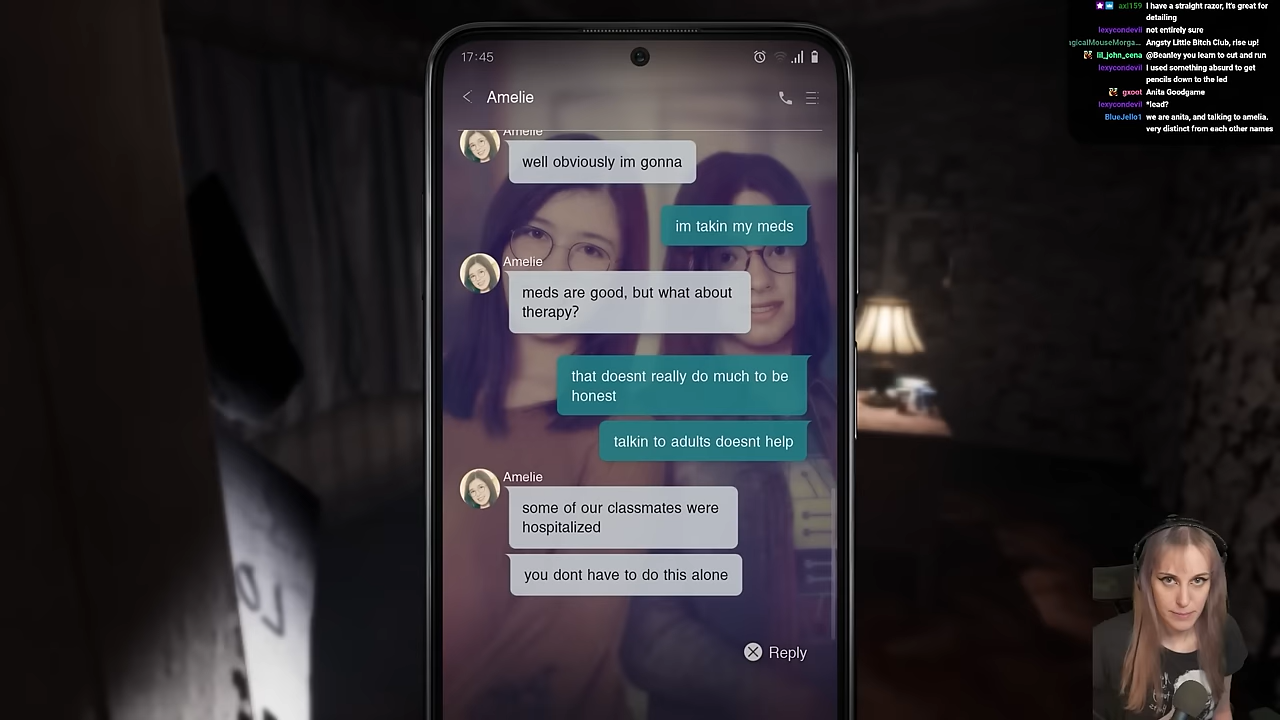 17:45
Amelie
Amelie
well obviously im gonna
im takin my meds
Amelie
meds are good, but what about
therapy?
that doesnt really do much to be
honest
talkin to adults doesnt help
Amelie
some of our classmates were
hospitalized
you dont have to do this alone
Reply
axl159 I have a straight razor, It's great for
detailing
lexycondevil not entirely sure
agicalMouseMorga... Angsty Little Bitch Club, rise up!
lil_john_cena @Beanley you learn to cut and run
lexycondevil I used something absurd to get
pencils down to the led
gxoot Anita Goodgame
lexycondevil *lead?
BlueJello1 we are anita, and talking to amelia.
very distinct from each other names